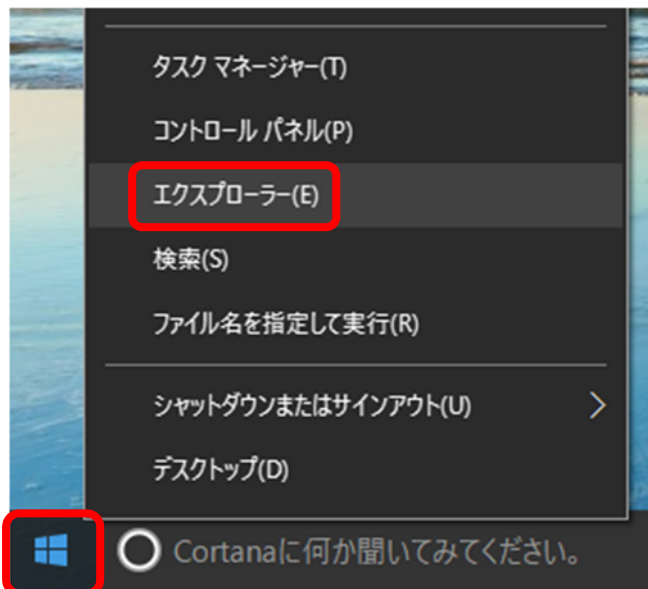 タスク マネージャー(T)
コントロール パネル(P)
エクスプローラー(E)
検索(S)
ファイル名を指定して実行(R)
シャットダウンまたはサインアウト(U)
デスクトップ(D)
Cortanaに何か聞いてみてください。